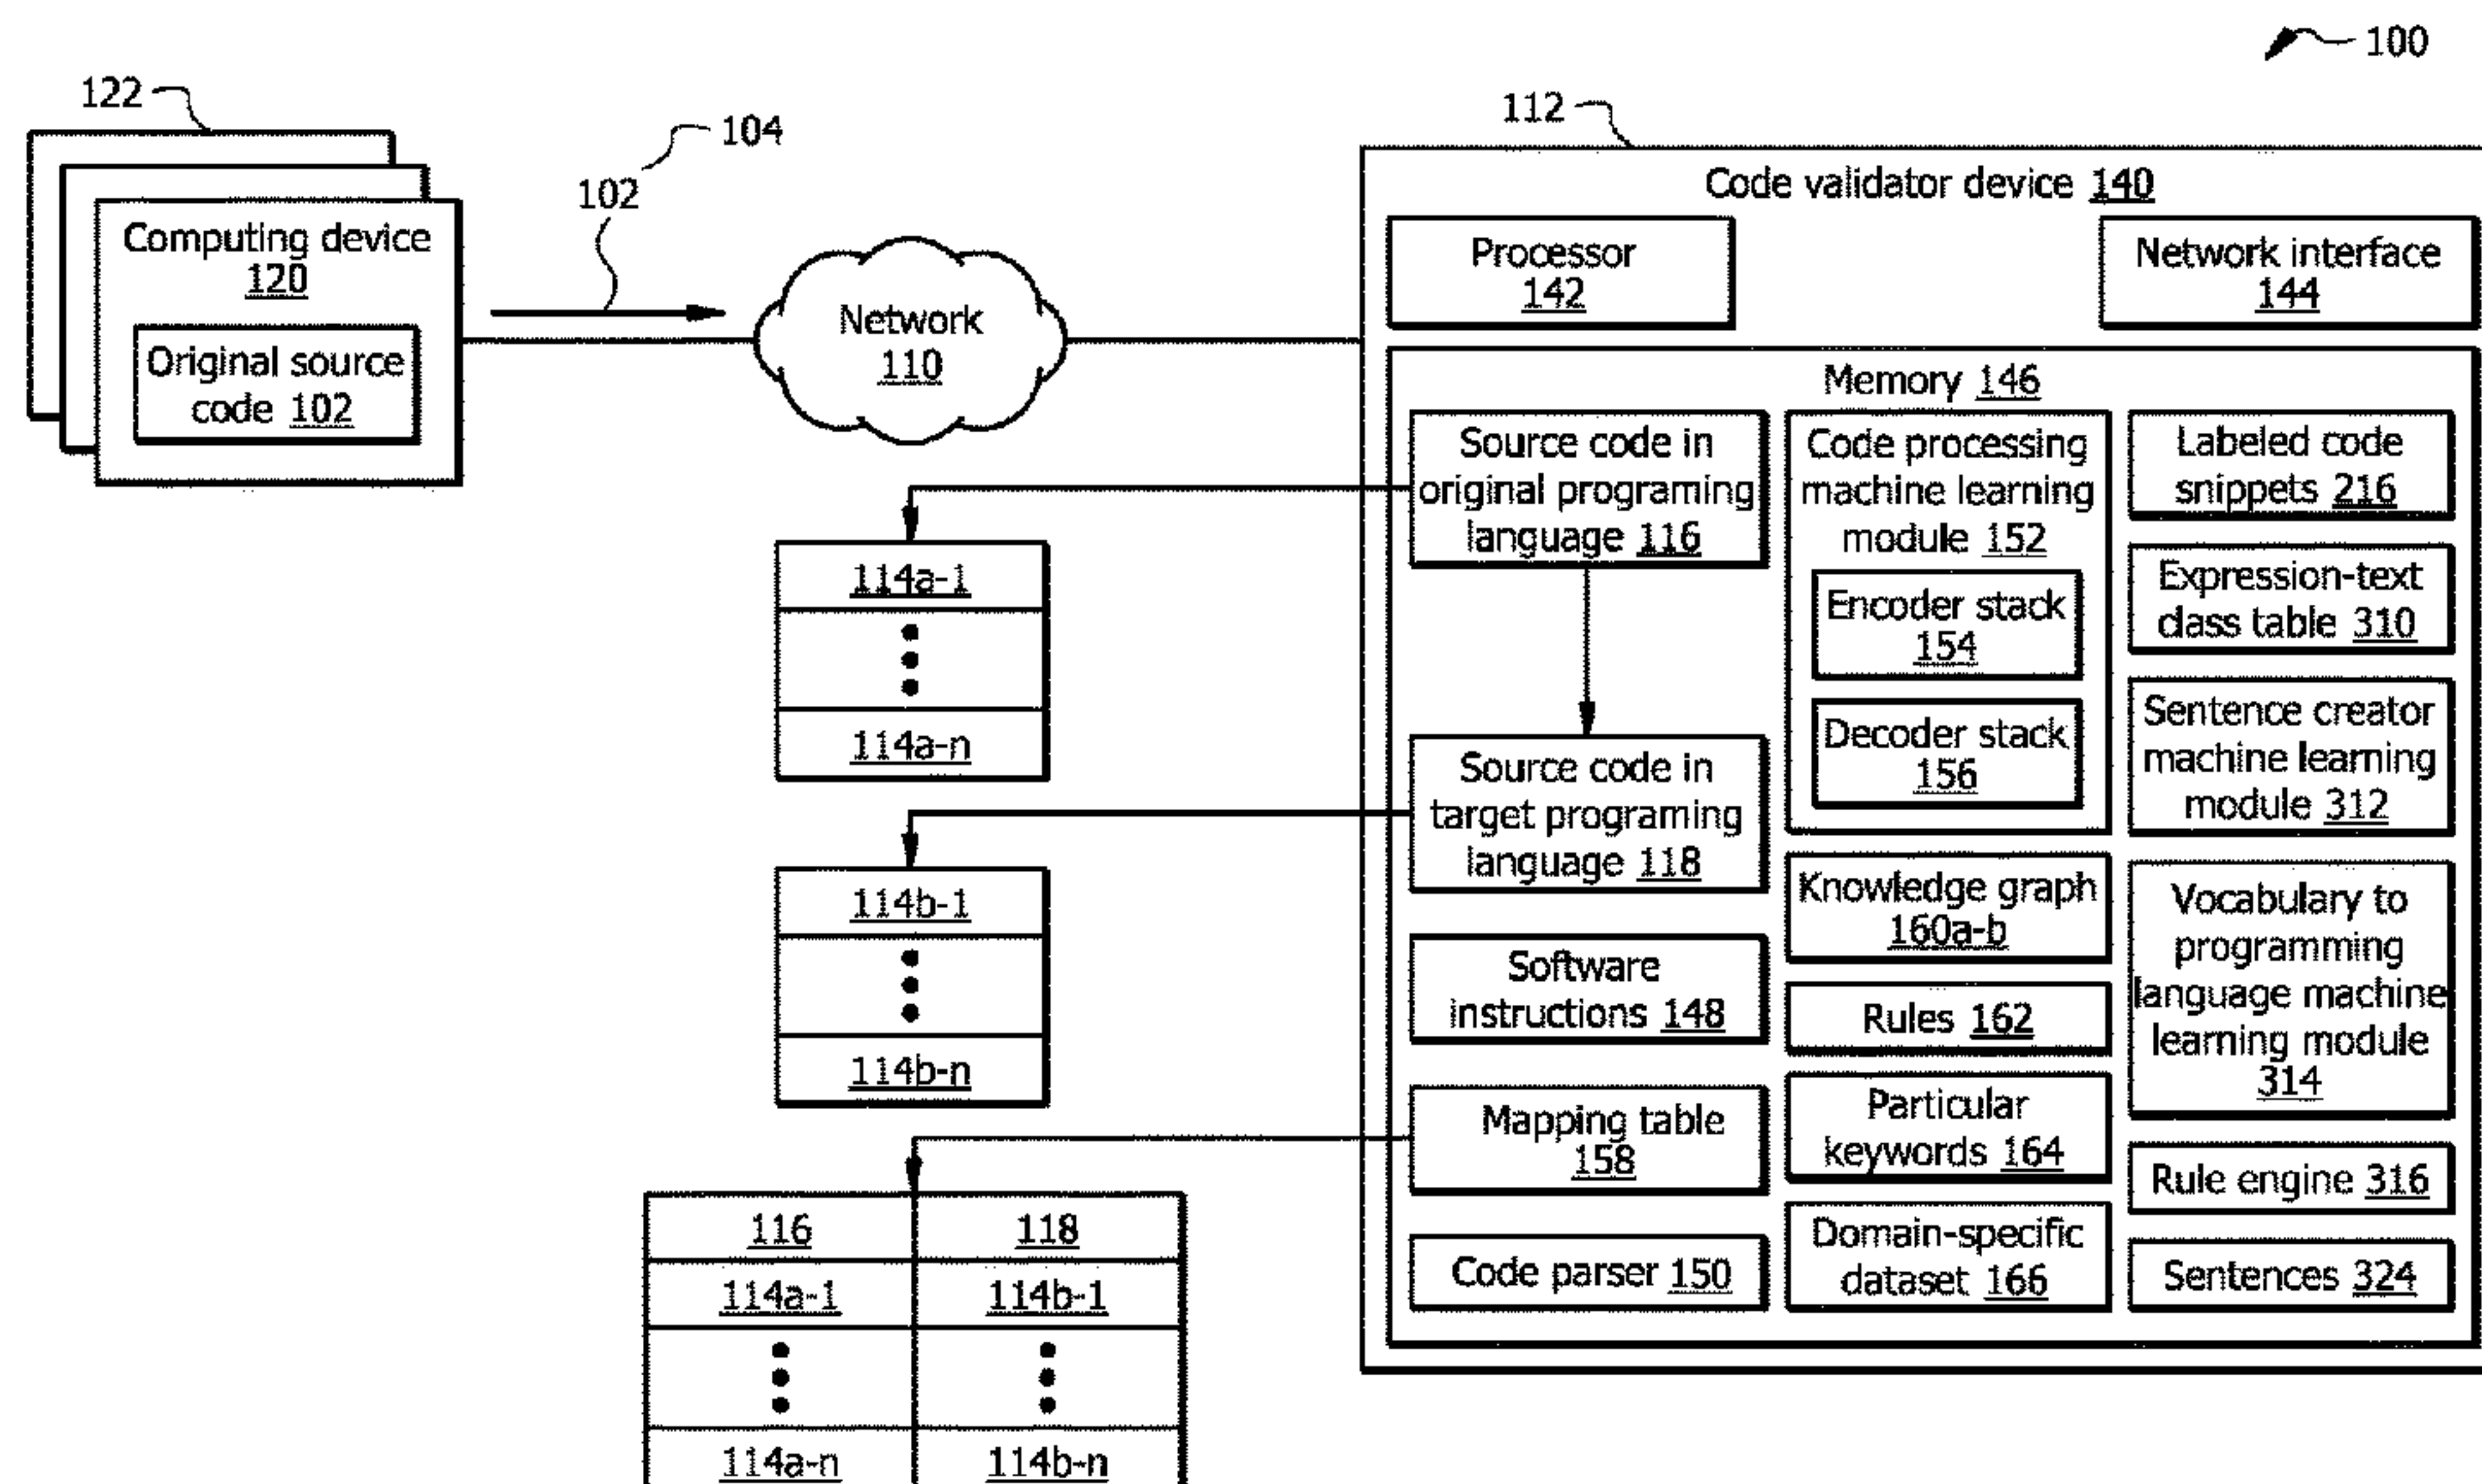 100
122
104
102
112
Computing device
120
Original source
code 102
Network
110
Code validator device 140
Processor
142
Network interface
144
Memory 146
Source code in
original programing
language 116
Source code in
target programing
language 118
Software
instructions 148
Mapping table
158
Code parser 150
Code processing
machine learning
module 152
Encoder stack
154
Decoder stack
156
Knowledge graph
160a-b
Rules 162
Particular
keywords 164
Domain-specific
dataset 166
Labeled code
snippets 216
Expression-text
class table 310
Sentence creator
machine learning
module 312
Vocabulary to
programming
language machine
learning module
314
Rule engine 316
Sentences 324
114a-1
114a-n
114b-1
114b-n
116 118
114a-1 114b-1
114a-n 114b-n